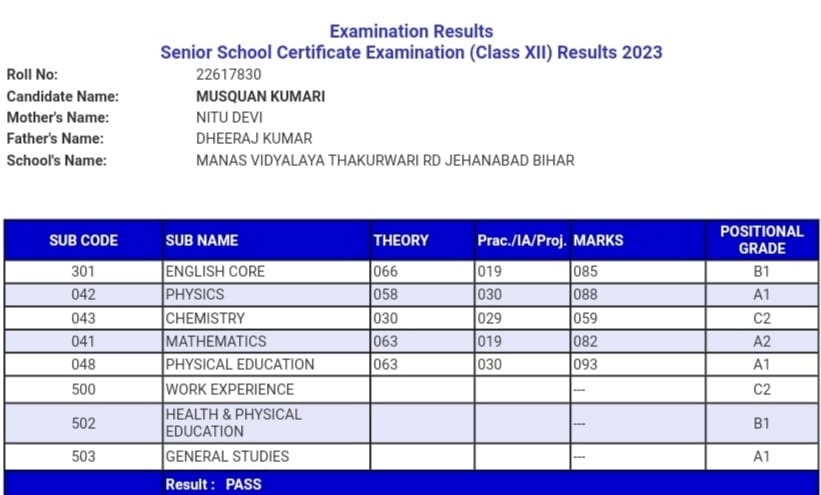 Examination Results
Senior School Certificate Examination (Class XII) Results 2023
Roll No: 22617830
Candidate Name: MUSQUAN KUMARI
Mother's Name: NITU DEVI
Father's Name: DHEERAJ KUMAR
School's Name: MANAS VIDYALAYA THAKURWARI RD JEHANABAD BIHAR
SUB CODE SUB NAME THEORY Prac./IA/Proj. MARKS POSITIONAL GRADE
301 ENGLISH CORE 066 019 085 B1
042 PHYSICS 058 030 088 A1
043 CHEMISTRY 030 029 059 C2
041 MATHEMATICS 063 019 082 A2
048 PHYSICAL EDUCATION 063 030 093 A1
500 WORK EXPERIENCE --- C2
502 HEALTH & PHYSICAL EDUCATION --- B1
503 GENERAL STUDIES --- A1
Result : PASS